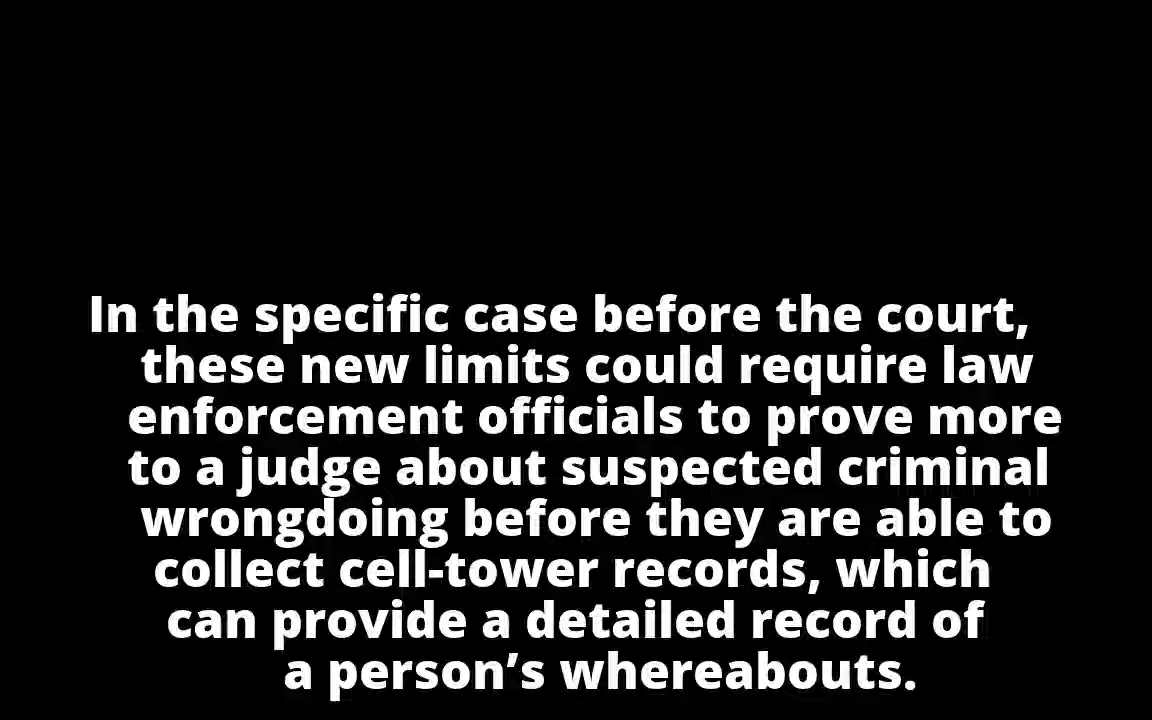 In the specific case before the court,
these new limits could require law
enforcement officials to prove more
to a judge about suspected criminal
wrongdoing before they are able to
collect cell-tower records, which
can provide a detailed record of
a person’s whereabouts.